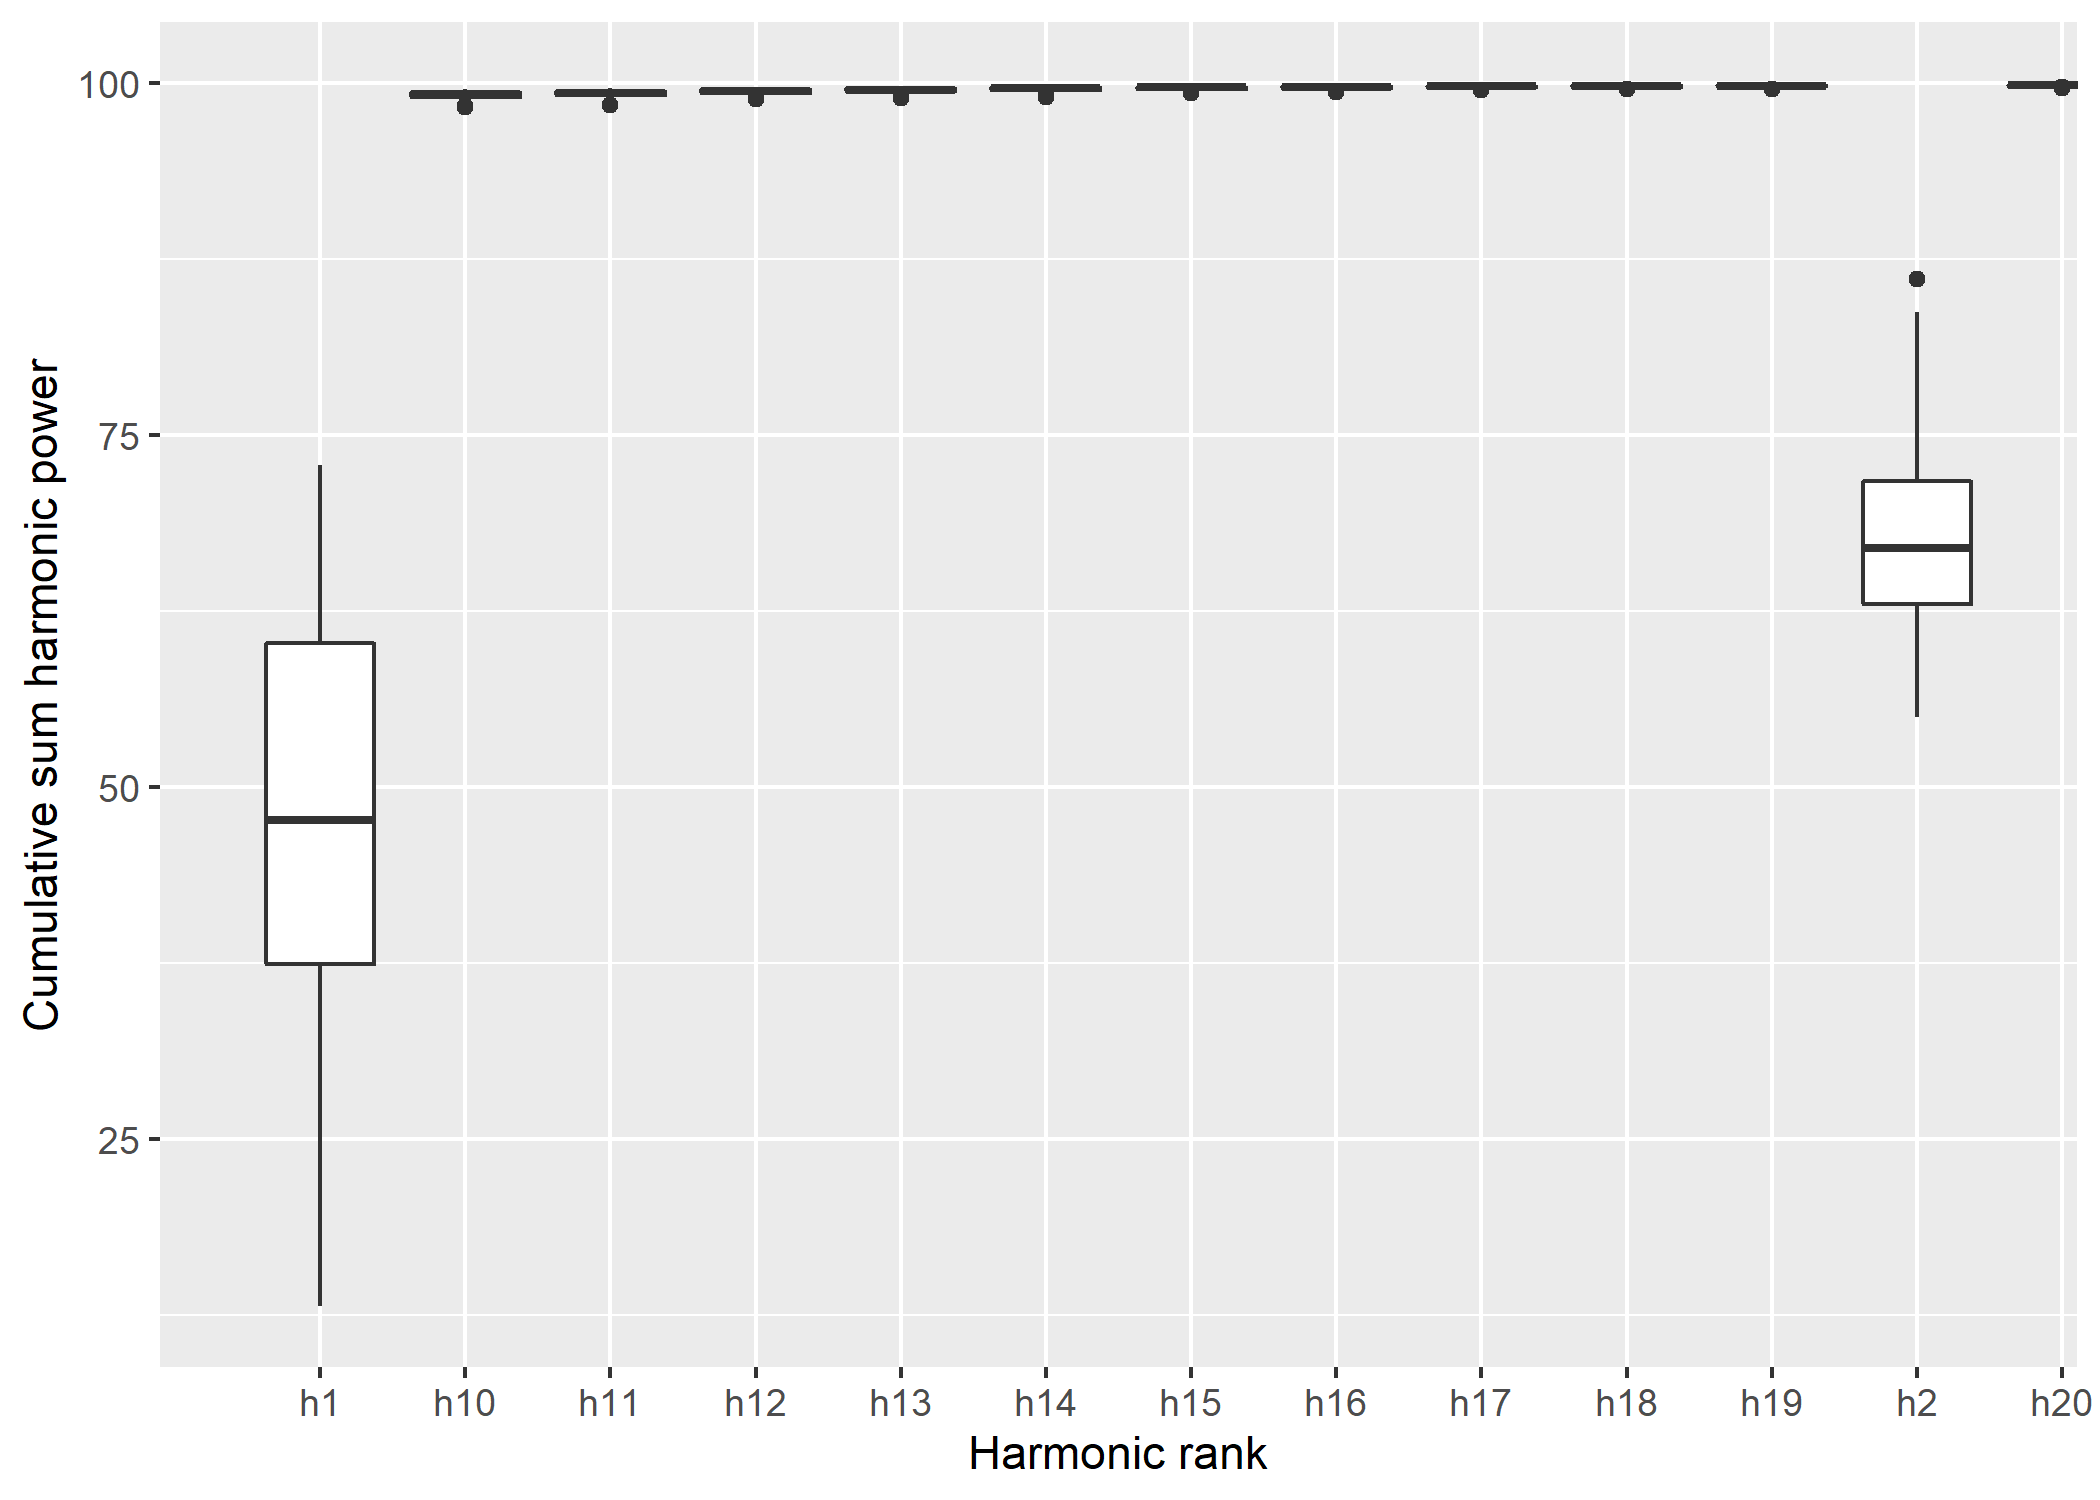 Cumulative sum harmonic power
100
75
50
25
h1 h10 h11 h12 h13 h14 h15 h16 h17 h18 h19 h2 h20
Harmonic rank